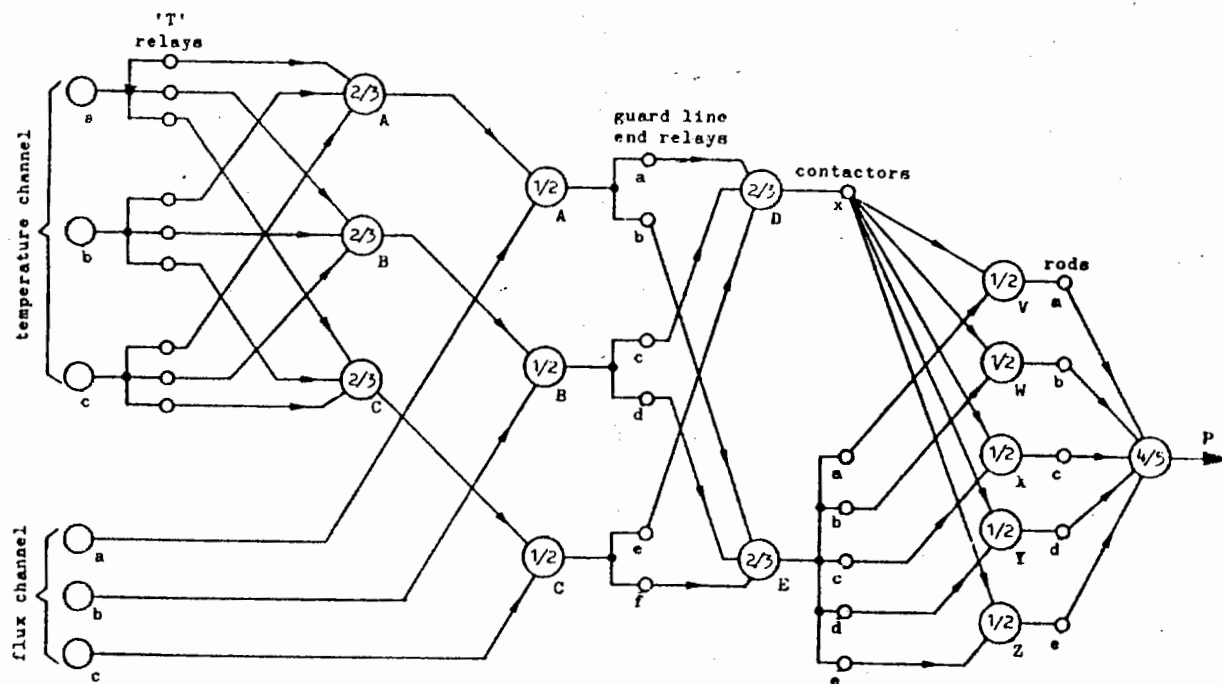 'T'
relays
temperature channel
a
b
c
2/3
A
2/3
B
2/3
C
flux channel
a
b
c
1/2
A
1/2
B
1/2
C
guard line
end relays
a
b
c
d
e
f
2/3
D
2/3
E
contactors
x
a
b
c
d
e
1/2
V
1/2
W
1/2
1/2
Y
1/2
Z
rods
a
b
c
d
e
4/5
P